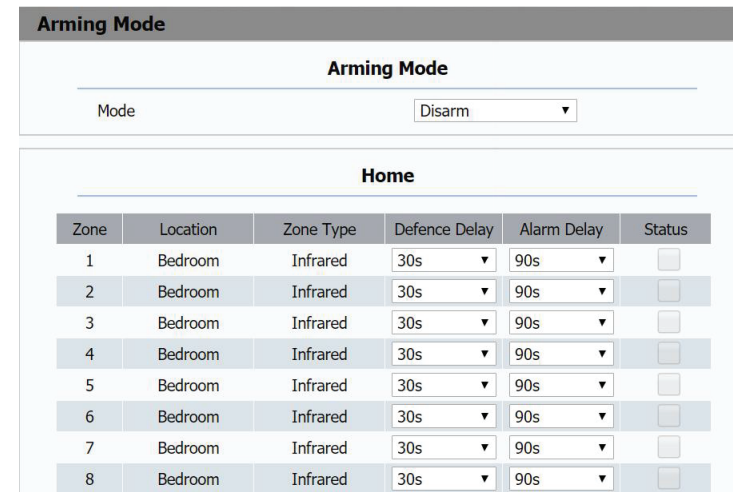 Arming Mode
Arming Mode
Mode Disarm
Home
Zone Location Zone Type Defence Delay Alarm Delay Status
1 Bedroom Infrared 30s 90s
2 Bedroom Infrared 30s 90s
3 Bedroom Infrared 30s 90s
4 Bedroom Infrared 30s 90s
5 Bedroom Infrared 30s 90s
6 Bedroom Infrared 30s 90s
7 Bedroom Infrared 30s 90s
8 Bedroom Infrared 30s 90s